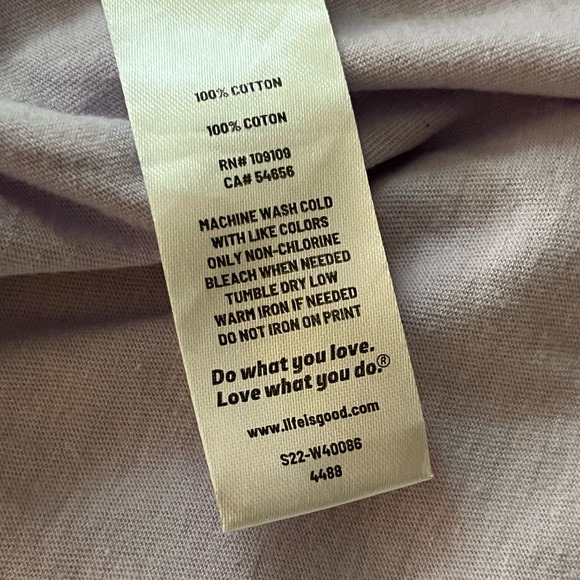 100% COTTON
100% COTON
RN# 109109
CA# 54656
MACHINE WASH COLD
WITH LIKE COLORS
ONLY NON-CHLORINE
BLEACH WHEN NEEDED
TUMBLE DRY LOW
WARM IRON IF NEEDED
DO NOT IRON ON PRINT
Do what you love.
Love what you do.®
www.lifeisgood.com
S22-W40086
4488